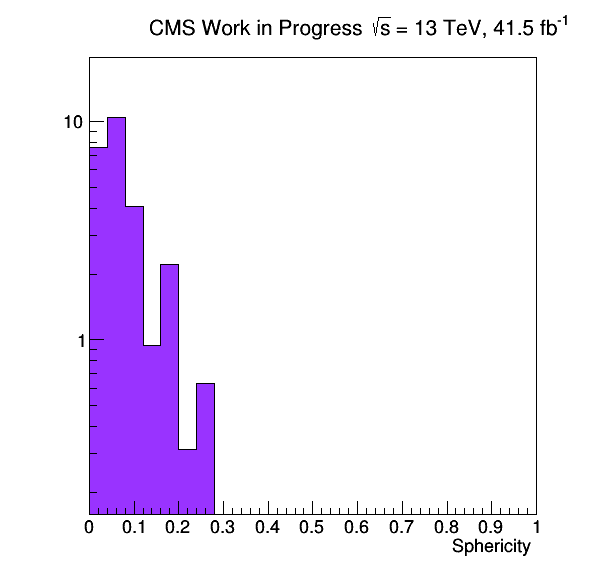 CMS Work in Progress √s = 13 TeV, 41.5 fb⁻¹
10
1
0 0.1 0.2 0.3 0.4 0.5 0.6 0.7 0.8 0.9 1
Sphericity